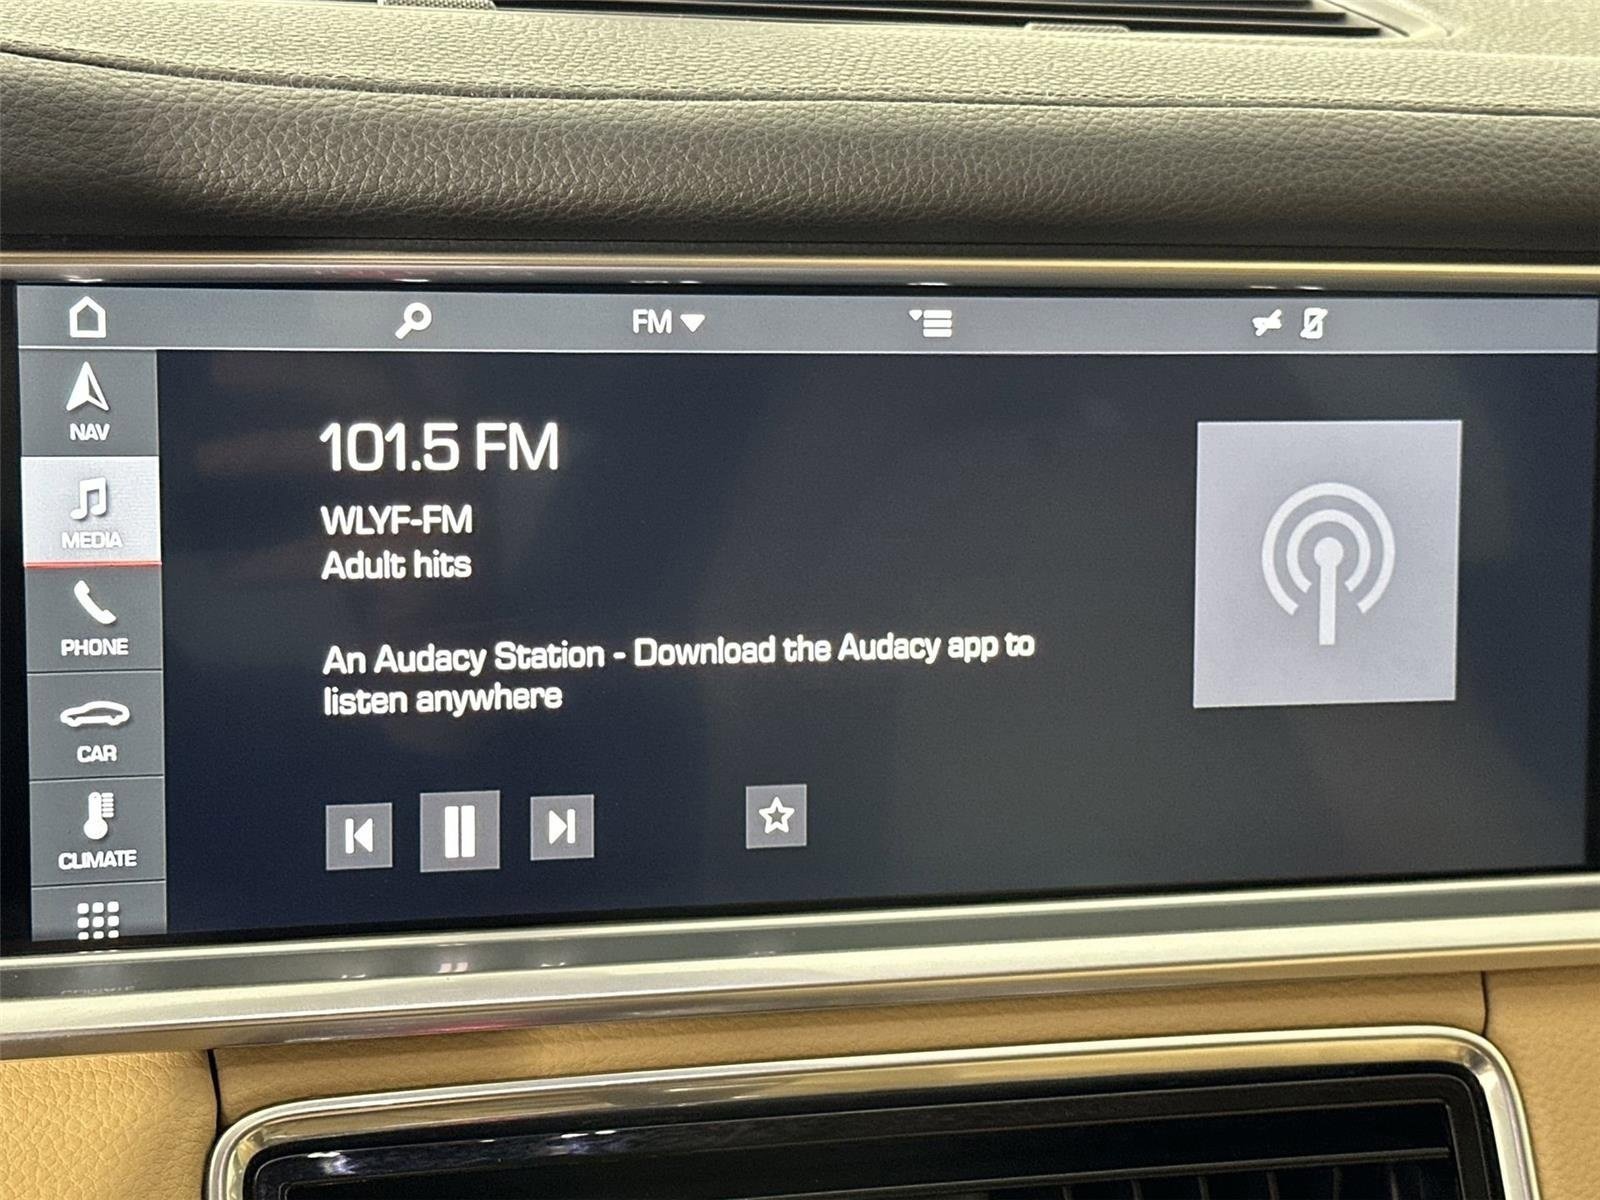 FM
NAV
MEDIA
PHONE
CAR
CLIMATE
101.5 FM
WLYF-FM
Adult hits
An Audacy Station - Download the Audacy app to
listen anywhere